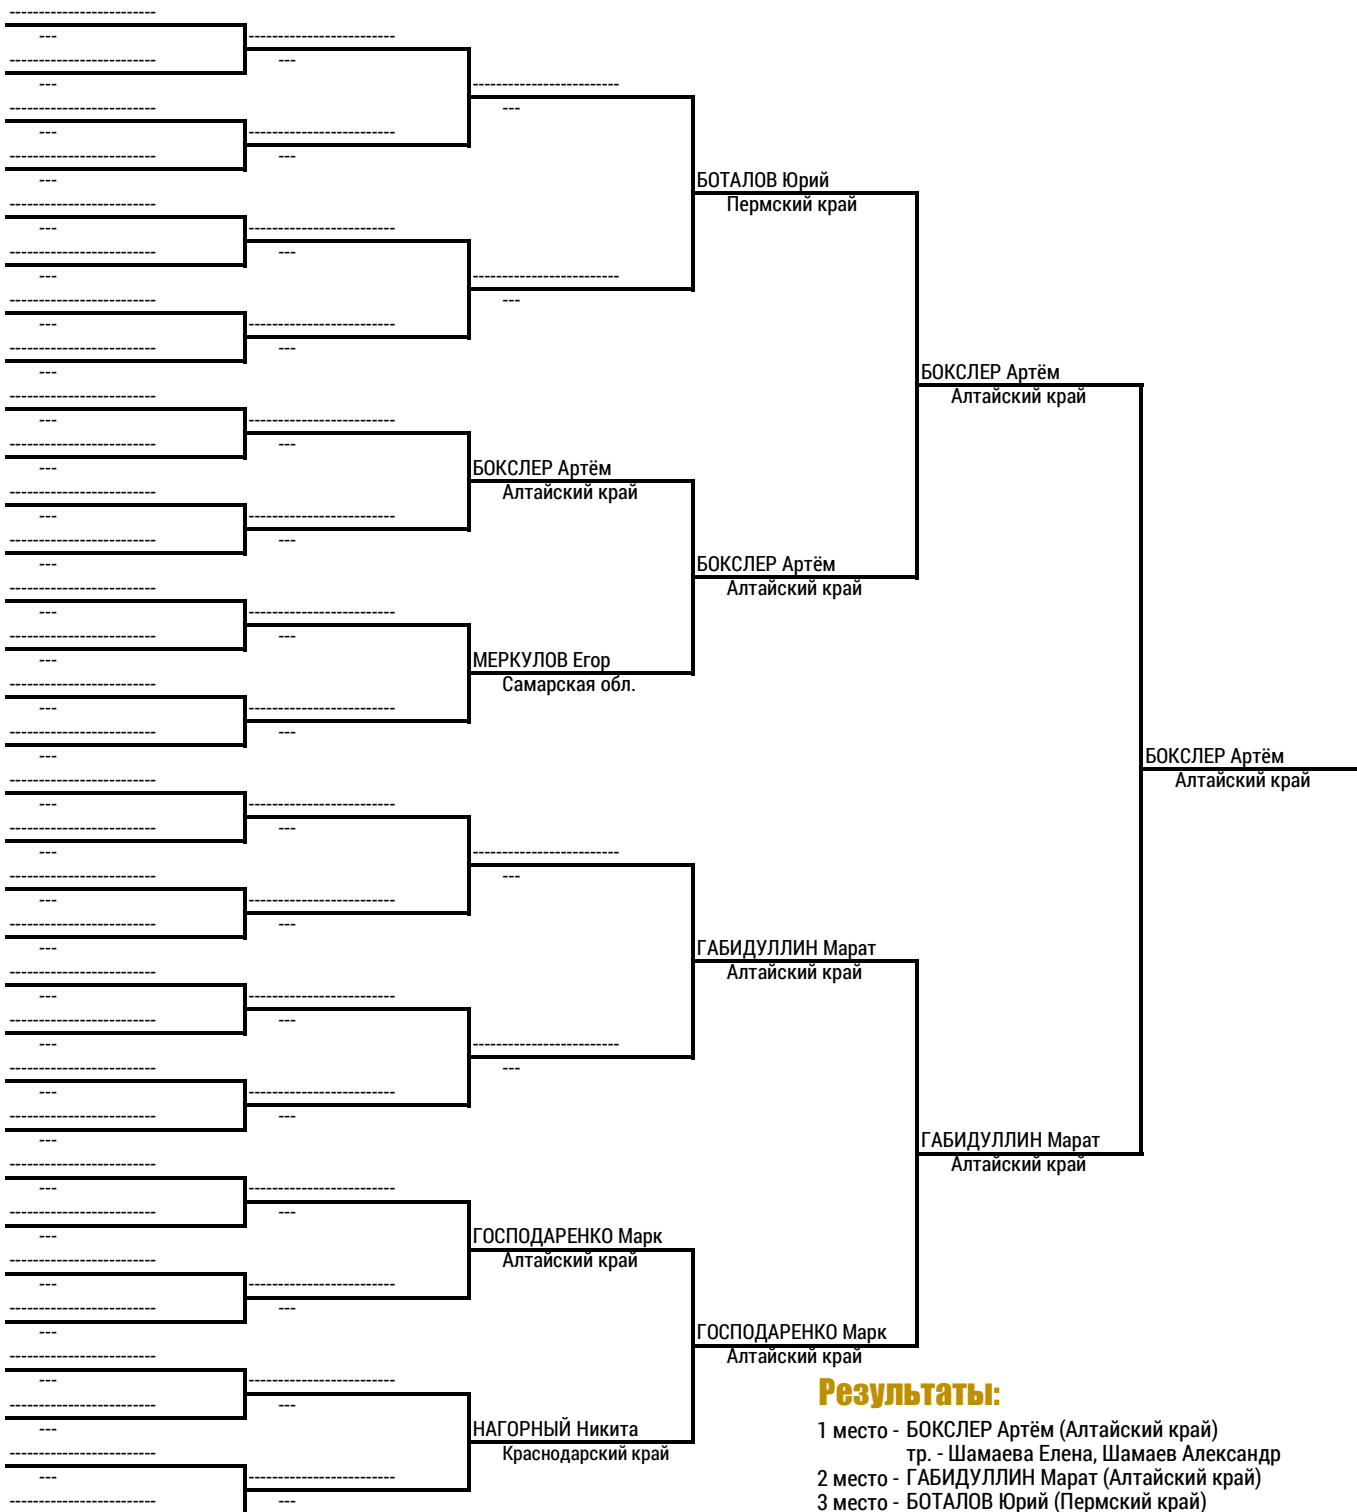 БОТАЛОВ Юрий
Пермский край
БОКСЛЕР Артём
Алтайский край
БОКСЛЕР Артём
Алтайский край
БОКСЛЕР Артём
Алтайский край
МЕРКУЛОВ Егор
Самарская обл.
БОКСЛЕР Артём
Алтайский край
ГАБИДУЛЛИН Марат
Алтайский край
ГАБИДУЛЛИН Марат
Алтайский край
ГОСПОДАРЕНКО Марк
Алтайский край
ГОСПОДАРЕНКО Марк
Алтайский край
НАГОРНЫЙ Никита
Краснодарский край
Результаты:
1 место - БОКСЛЕР Артём (Алтайский край)
тр. - Шамаева Елена, Шамаев Александр
2 место - ГАБИДУЛЛИН Марат (Алтайский край)
3 место - БОТАЛОВ Юрий (Пермский край)